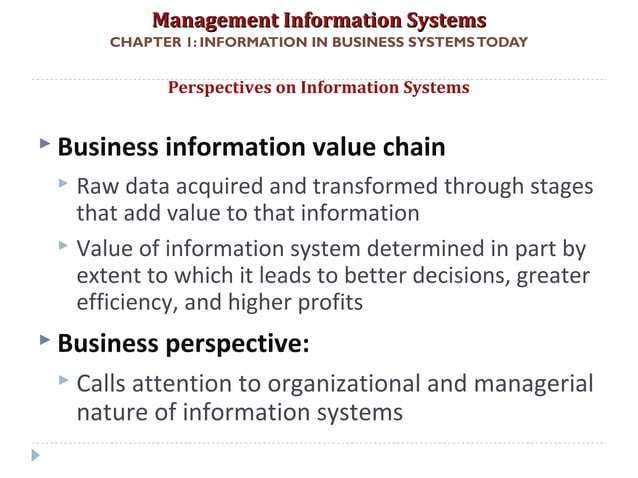 Management Information Systems
CHAPTER 1: INFORMATION IN BUSINESS SYSTEMS TODAY
Perspectives on Information Systems
Business information value chain
Raw data acquired and transformed through stages
that add value to that information
Value of information system determined in part by
extent to which it leads to better decisions, greater
efficiency, and higher profits
Business perspective:
Calls attention to organizational and managerial
nature of information systems